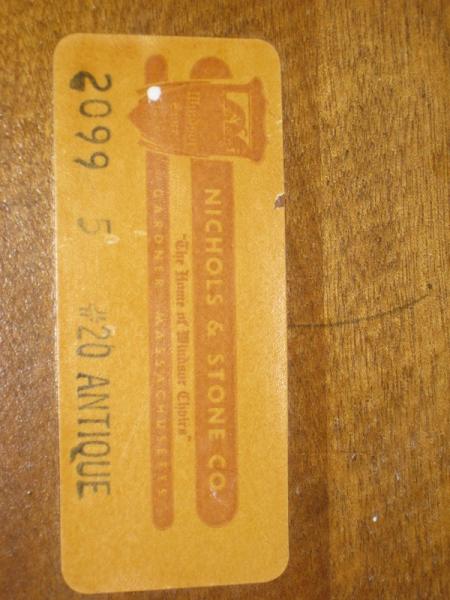 NICHOLS & STONE CO.
"The Home of Windsor Chairs"
GARDNER, MASSACHUSETTS
2099 5 #20 ANTIQUE